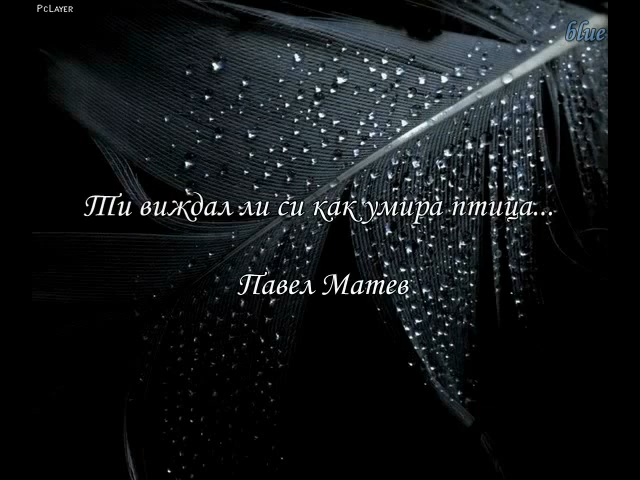 PcLayer
blue
Ти виждал ли си как умира птица...
Павел Матев